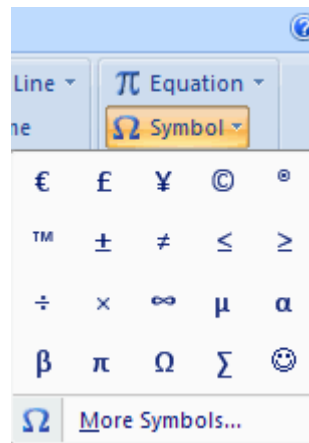 Line π Equation
ne Ω Symbol
€ £ ¥ © ®
™ ± ≠ ≤ ≥
÷ × ∞ µ α
β π Ω ∑ ☺
Ω More Symbols...